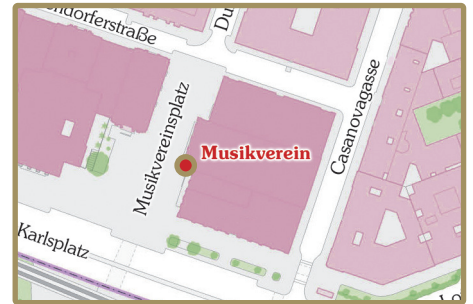 ndorferstraße
Du
Musikvereinsplatz
Musikverein
Casanovagasse
Karlsplatz